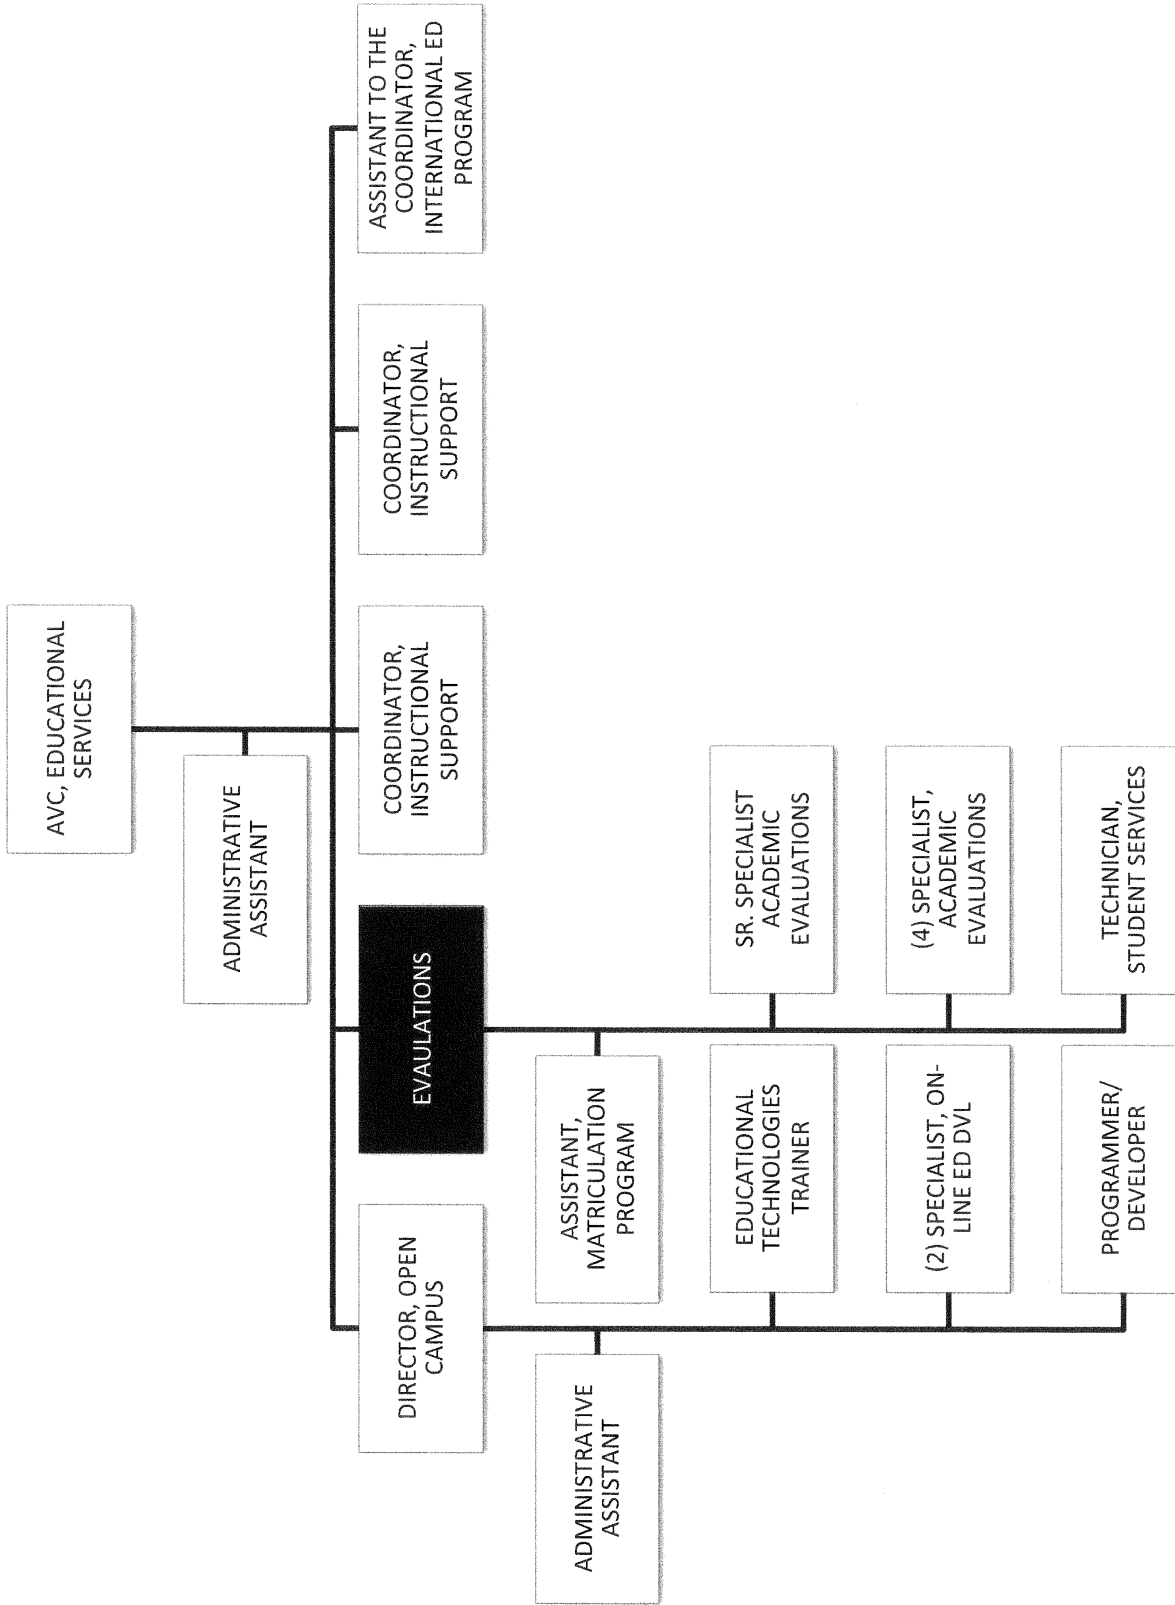 AVC, EDUCATIONAL
SERVICES
ADMINISTRATIVE
ASSISTANT
DIRECTOR, OPEN
CAMPUS
EVAULATIONS
COORDINATOR,
INSTRUCTIONAL
SUPPORT
COORDINATOR,
INSTRUCTIONAL
SUPPORT
ASSISTANT TO THE
COORDINATOR,
INTERNATIONAL ED
PROGRAM
ADMINISTRATIVE
ASSISTANT
ASSISTANT,
MATRICULATION
PROGRAM
EDUCATIONAL
TECHNOLOGIES
TRAINER
SR. SPECIALIST
ACADEMIC
EVALUATIONS
(2) SPECIALIST, ON-
LINE ED DVL
(4) SPECIALIST,
ACADEMIC
EVALUATIONS
PROGRAMMER/
DEVELOPER
TECHNICIAN,
STUDENT SERVICES